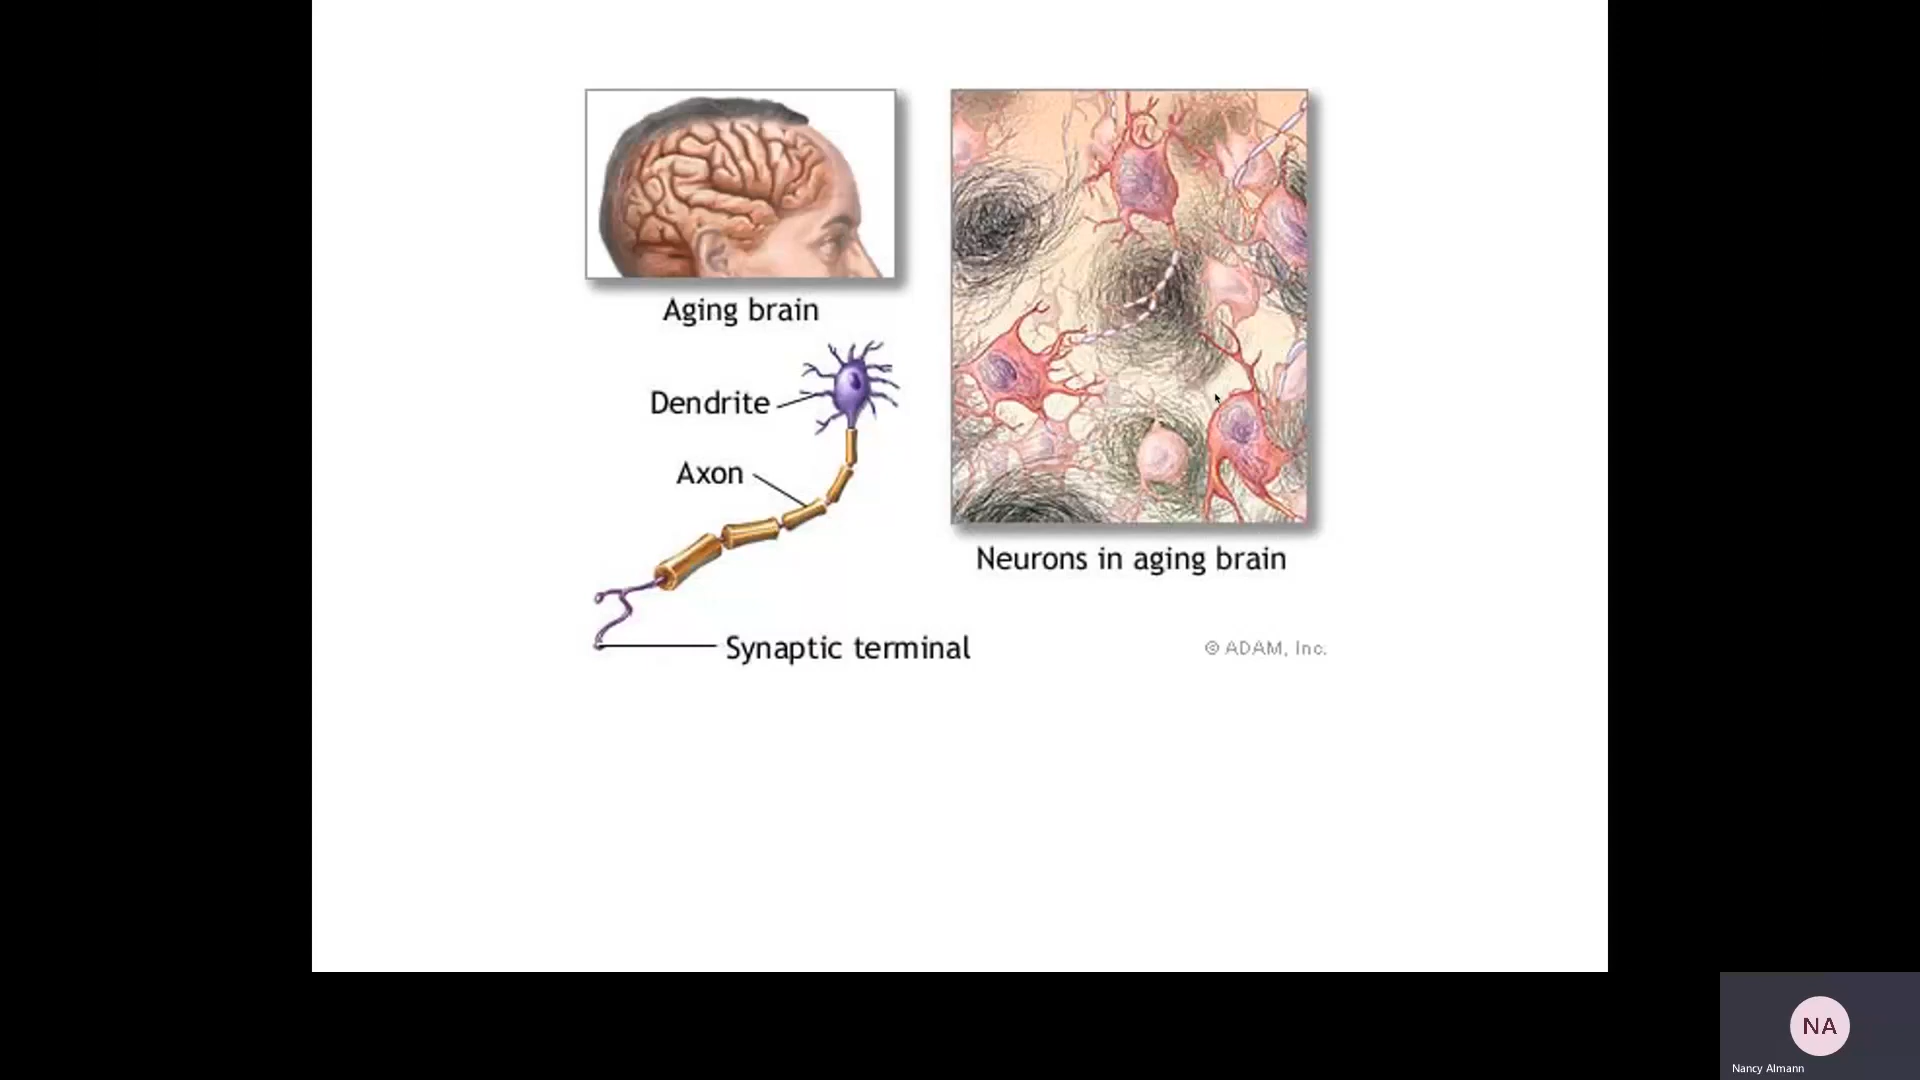 Aging brain
Dendrite
Axon
Synaptic terminal
Neurons in aging brain
© ADAM, Inc.
NA
Nancy Almann